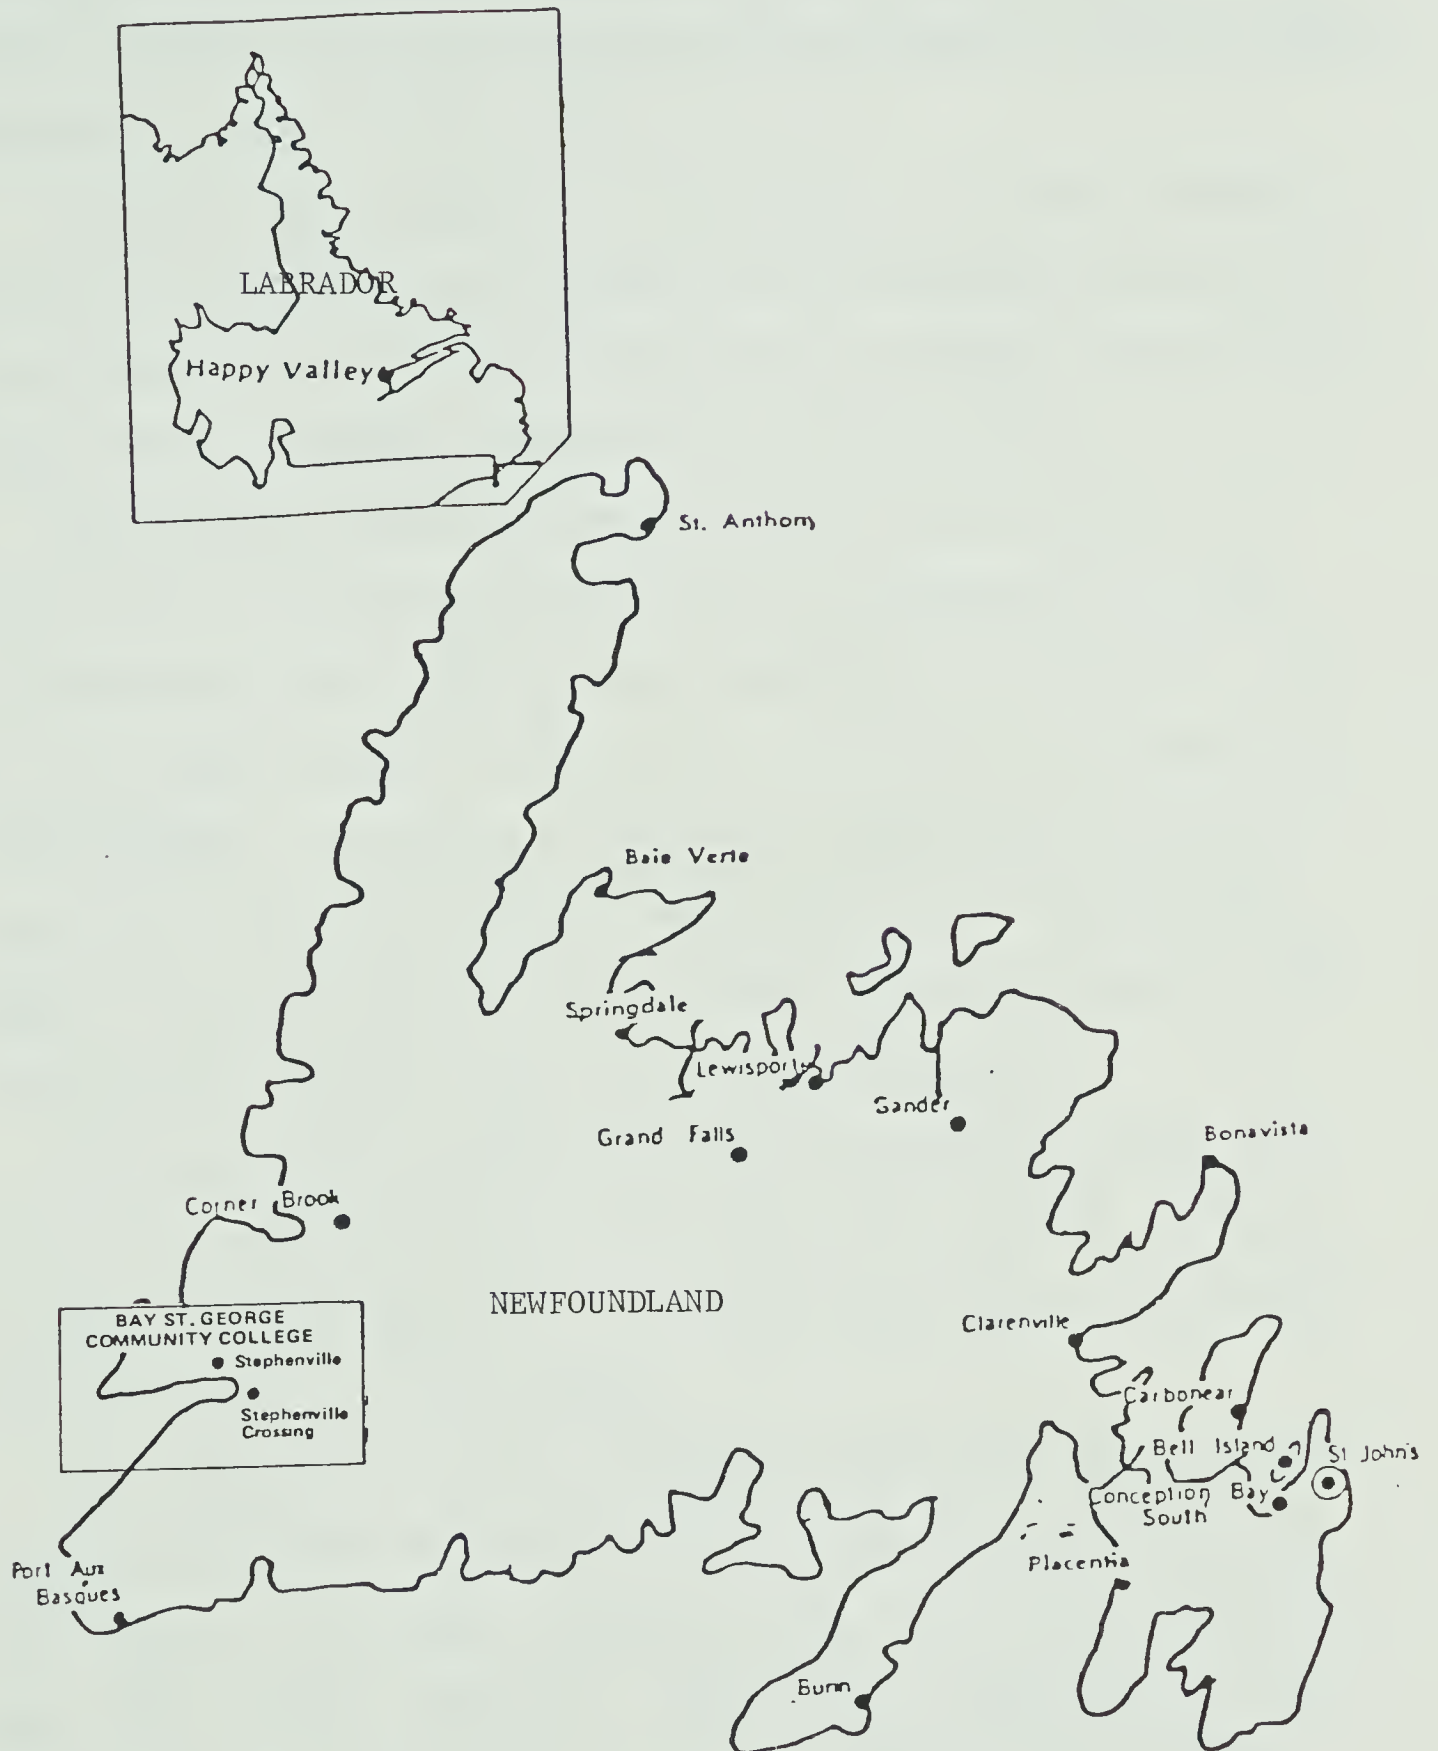 LABRADOR
Happy Valley
St. Anthony
Baie Verte
Springdale
Lewisporte
Gander
Grand Falls
Bonavista
Corner Brook
NEWFOUNDLAND
BAY ST. GEORGE
COMMUNITY COLLEGE
Stephenville
Stephenville
Crossing
Clarenville
Carbonear
Bell Island
St John's
Conception Bay
South
Placentia
Port Aux
Basques
Burin